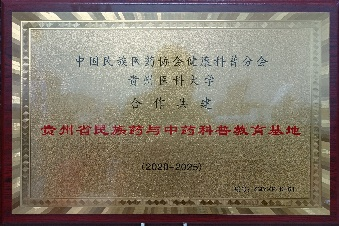 中国民族医药协会健康科普分会
贵州医科大学
合作共建
贵州省民族药与中药科普教育基地
(2020-2025)